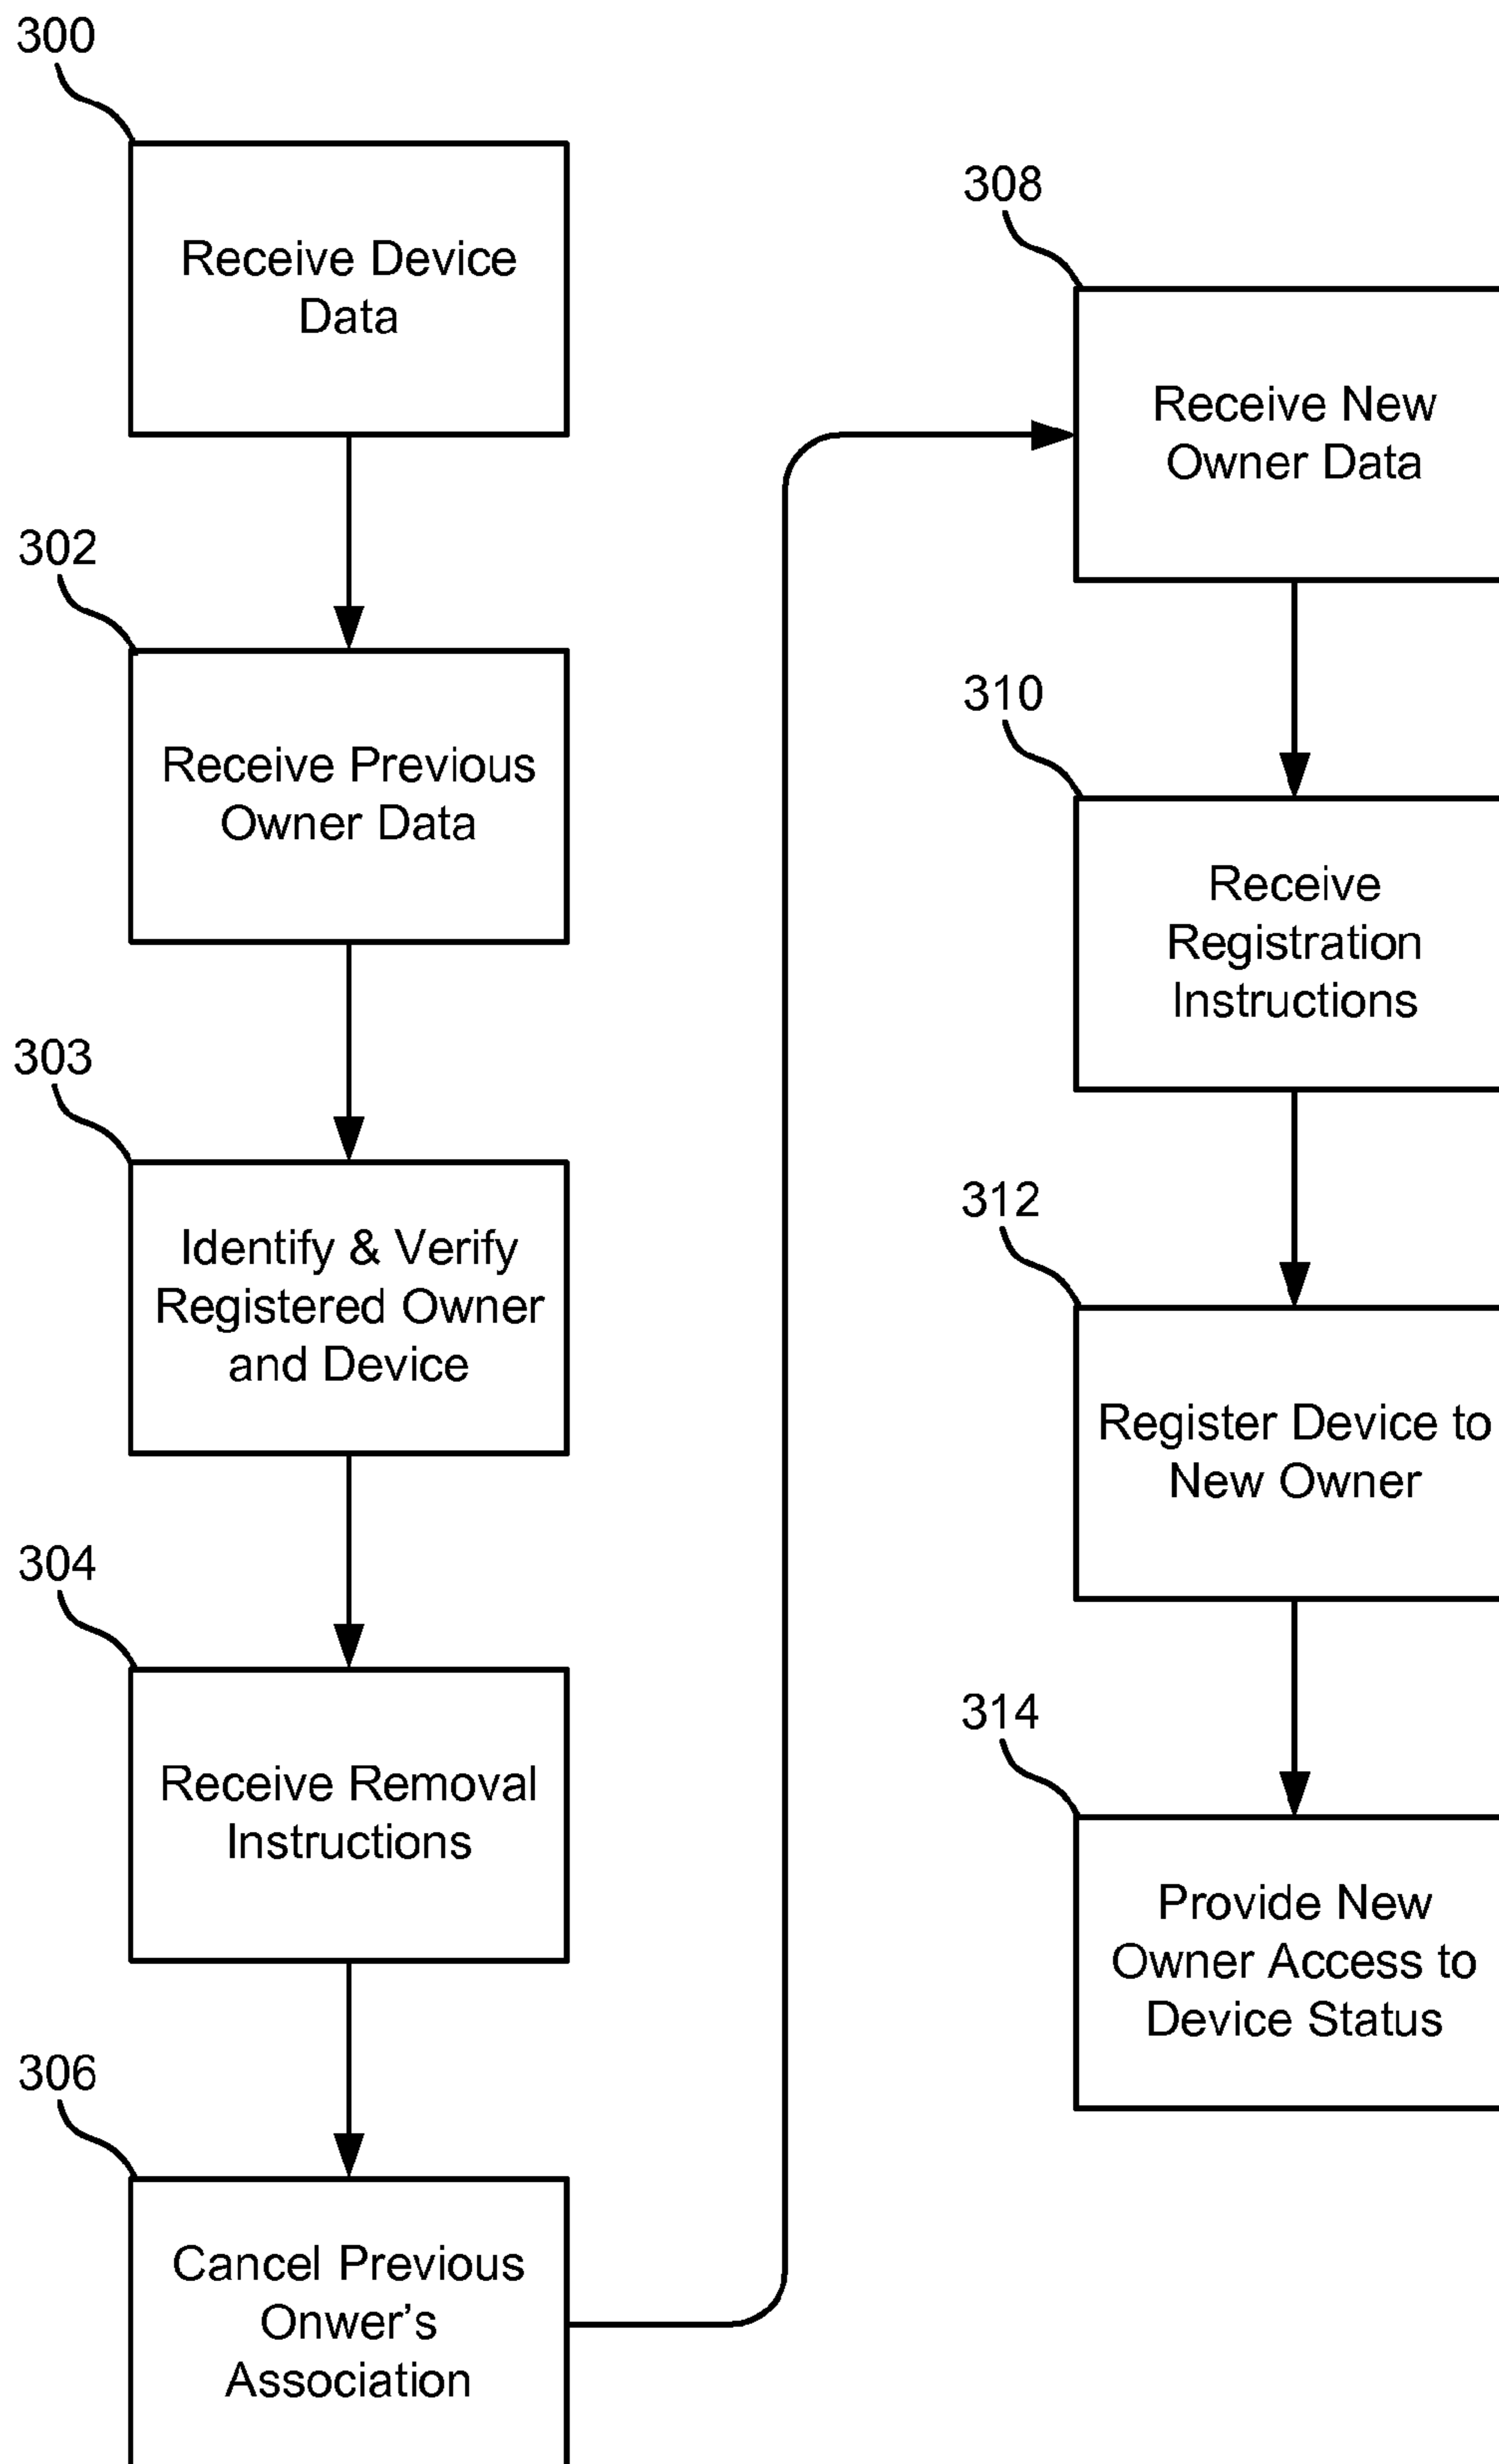 300
Receive Device
Data
302
Receive Previous
Owner Data
303
Identify & Verify
Registered Owner
and Device
304
Receive Removal
Instructions
306
Cancel Previous
Onwer’s
Association
308
Receive New
Owner Data
310
Receive
Registration
Instructions
312
Register Device to
New Owner
314
Provide New
Owner Access to
Device Status